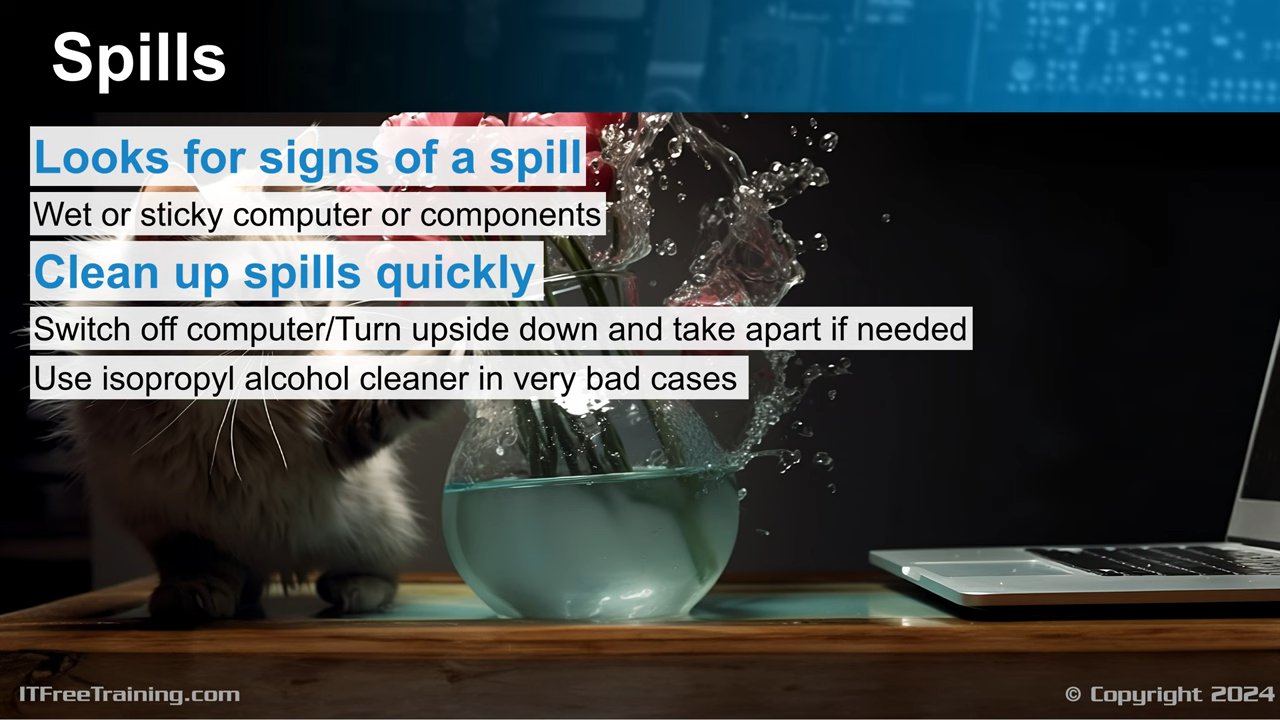 Spills
Looks for signs of a spill
Wet or sticky computer or components
Clean up spills quickly
Switch off computer/Turn upside down and take apart if needed
Use isopropyl alcohol cleaner in very bad cases
ITFreeTraining.com
© Copyright 2024